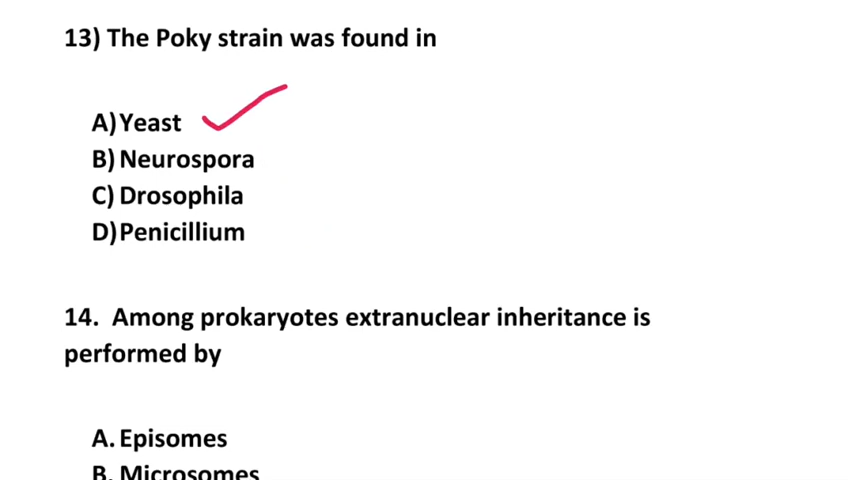 13) The Poky strain was found in
A) Yeast
B) Neurospora
C) Drosophila
D) Penicillium
14. Among prokaryotes extranuclear inheritance is
performed by
A. Episomes
B. Microsomes